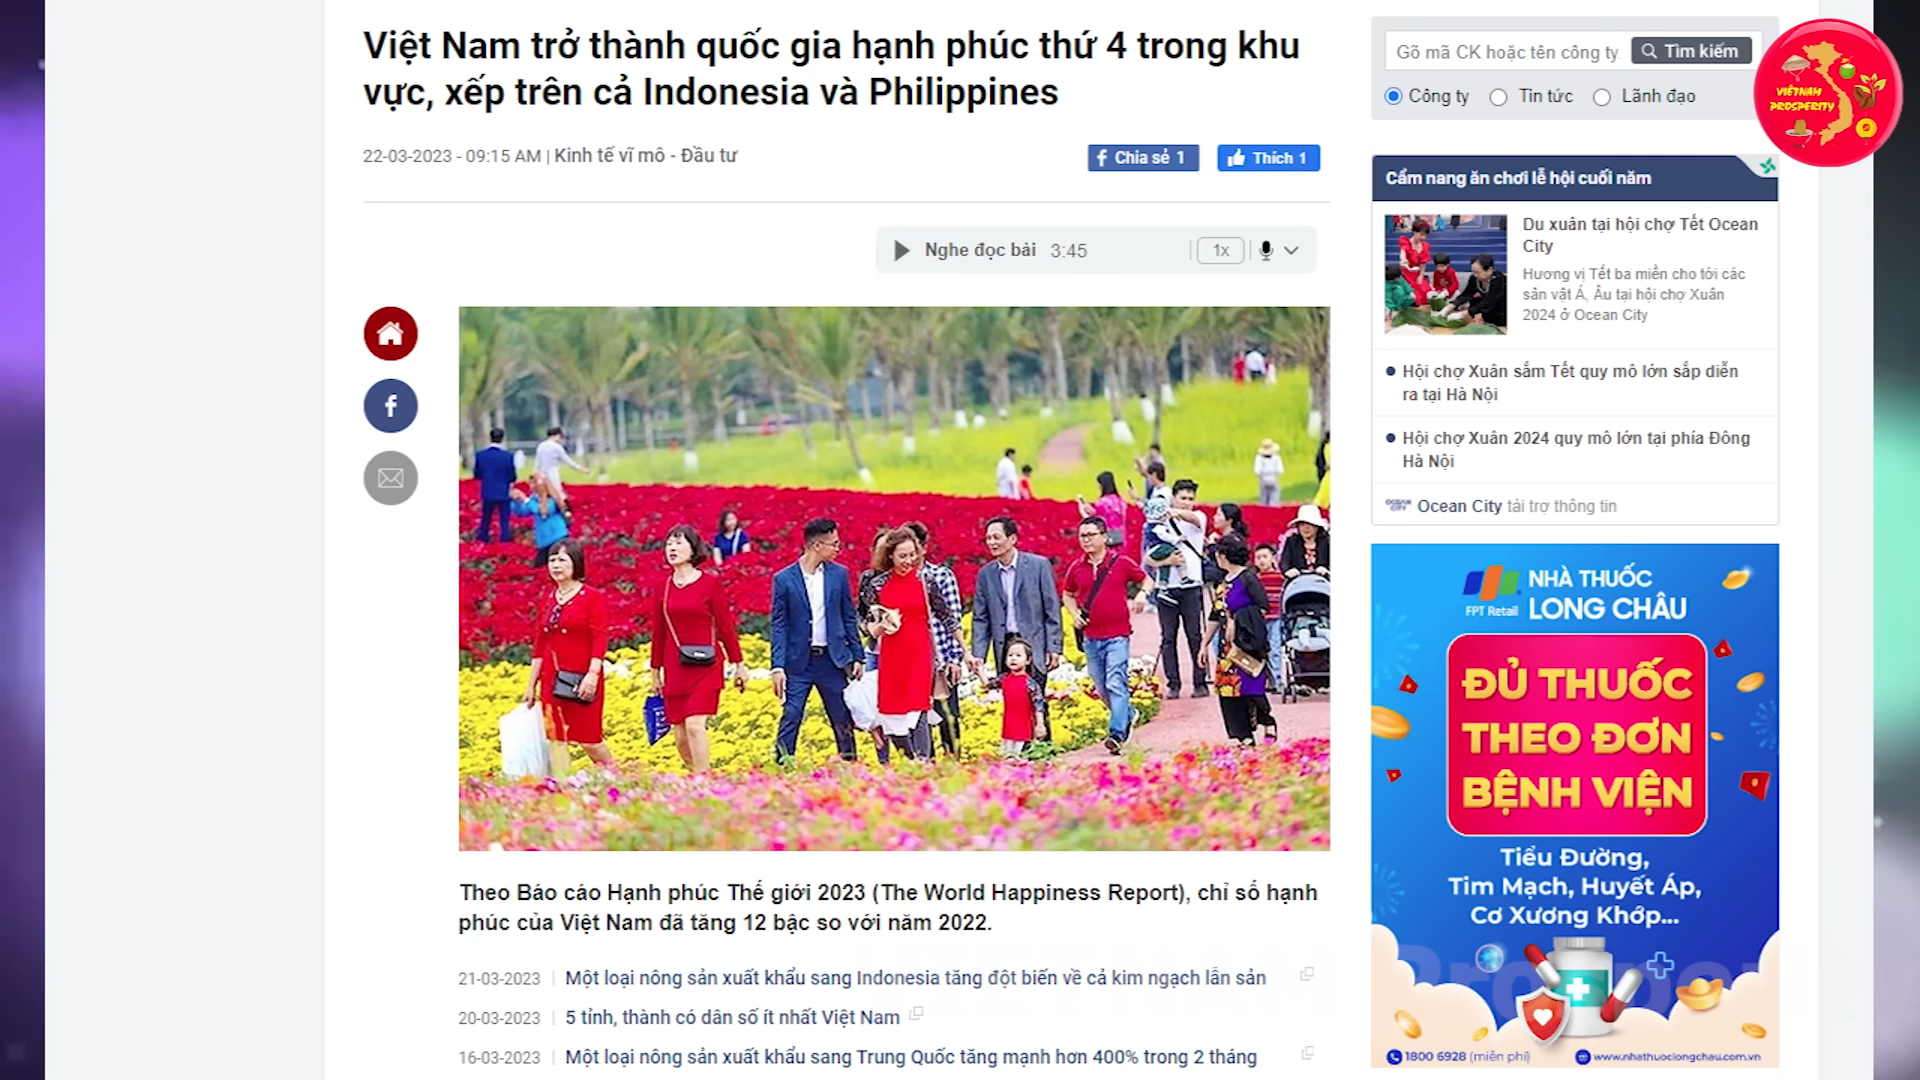 Việt Nam trở thành quốc gia hạnh phúc thứ 4 trong khu
vực, xếp trên cả Indonesia và Philippines
22-03-2023 - 09:15 AM | Kinh tế vĩ mô - Đầu tư
Chia sẻ 1
Thích 1
Nghe đọc bài 3:45
1x
Theo Báo cáo Hạnh phúc Thế giới 2023 (The World Happiness Report), chỉ số hạnh
phúc của Việt Nam đã tăng 12 bậc so với năm 2022.
21-03-2023 | Một loại nông sản xuất khẩu sang Indonesia tăng đột biến về cả kim ngạch lẫn sản
20-03-2023 | 5 tỉnh, thành có dân số ít nhất Việt Nam
16-03-2023 | Một loại nông sản xuất khẩu sang Trung Quốc tăng mạnh hơn 400% trong 2 tháng
Gõ mã CK hoặc tên công ty
Tìm kiếm
Công ty
Tin tức
Lãnh đạo
VIETNAM
PROSPERITY
Cẩm nang ăn chơi lễ hội cuối năm
Du xuân tại hội chợ Tết Ocean
City
Hương vị Tết ba miền cho tới các
sản vật Á, Âu tại hội chợ Xuân
2024 ở Ocean City
Hội chợ Xuân sắm Tết quy mô lớn sắp diễn
ra tại Hà Nội
Hội chợ Xuân 2024 quy mô lớn tại phía Đông
Hà Nội
OCEAN
CITY
Ocean City tài trợ thông tin
FPT Retail
NHÀ THUỐC
LONG CHÂU
ĐỦ THUỐC
THEO ĐƠN
BỆNH VIỆN
Tiểu Đường,
Tim Mạch, Huyết Áp,
Cơ Xương Khớp...
1800 6928 (miễn phí)
www.nhathuoclongchau.com.vn